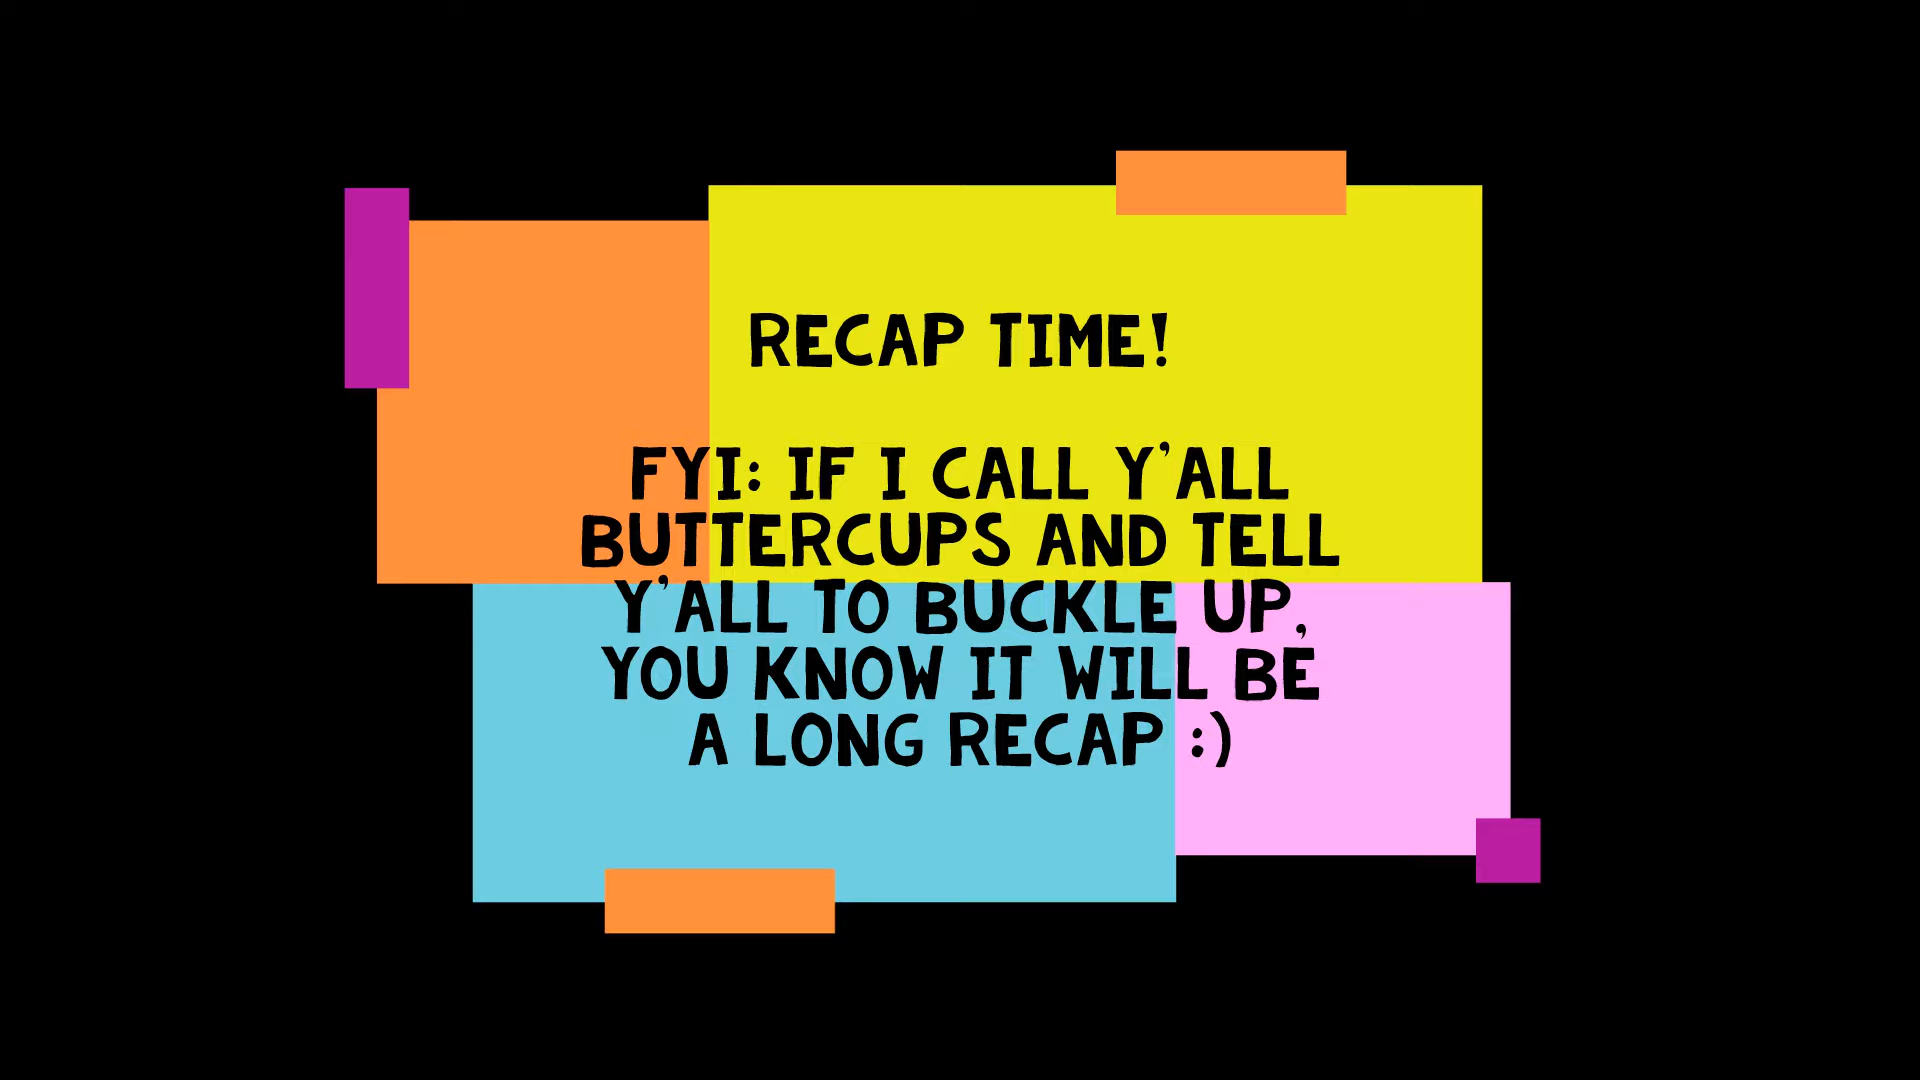 RECAP TIME!
FYI: IF I CALL Y'ALL
BUTTERCUPS AND TELL
Y'ALL TO BUCKLE UP,
YOU KNOW IT WILL BE
A LONG RECAP :)